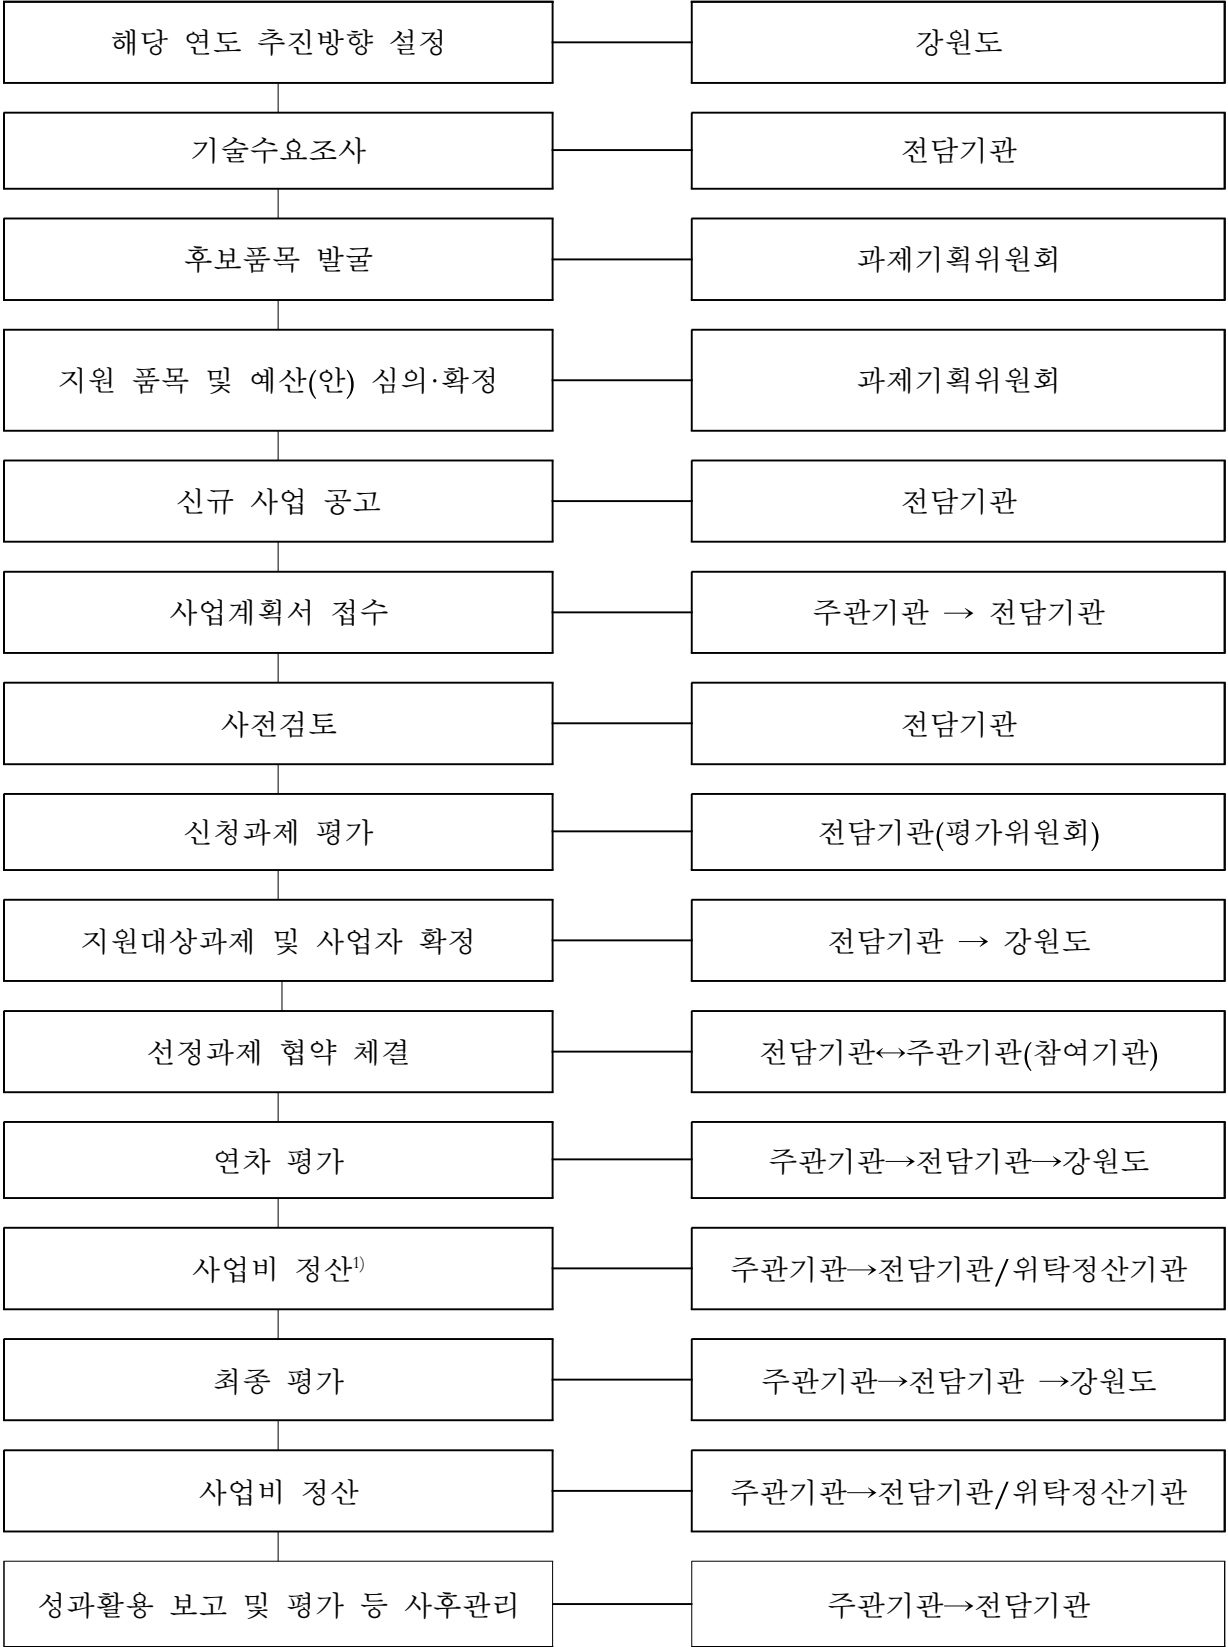 해당 연도 추진방향 설정
강원도
기술수요조사
전담기관
후보품목 발굴
과제기획위원회
지원 품목 및 예산(안) 심의·확정
과제기획위원회
신규 사업 공고
전담기관
사업계획서 접수
주관기관 → 전담기관
사전검토
전담기관
신청과제 평가
전담기관(평가위원회)
지원대상과제 및 사업자 확정
전담기관 → 강원도
선정과제 협약 체결
전담기관↔주관기관(참여기관)
연차 평가
주관기관→전담기관→강원도
사업비 정산1)
주관기관→전담기관/위탁정산기관
최종 평가
주관기관→전담기관 →강원도
사업비 정산
주관기관→전담기관/위탁정산기관
성과활용 보고 및 평가 등 사후관리
주관기관→전담기관